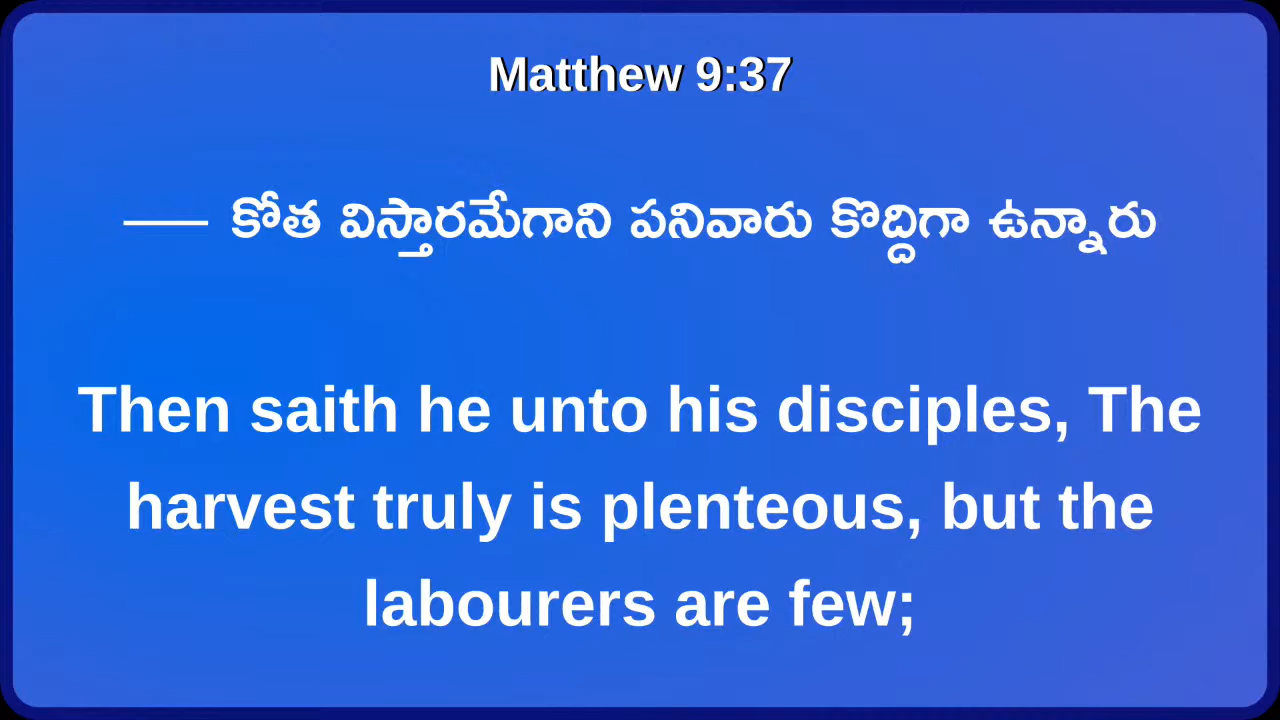 Matthew 9:37
—– కోత విస్తారమేగాని పనివారు కొద్దిగా ఉన్నారు
Then saith he unto his disciples, The
harvest truly is plenteous, but the
labourers are few;